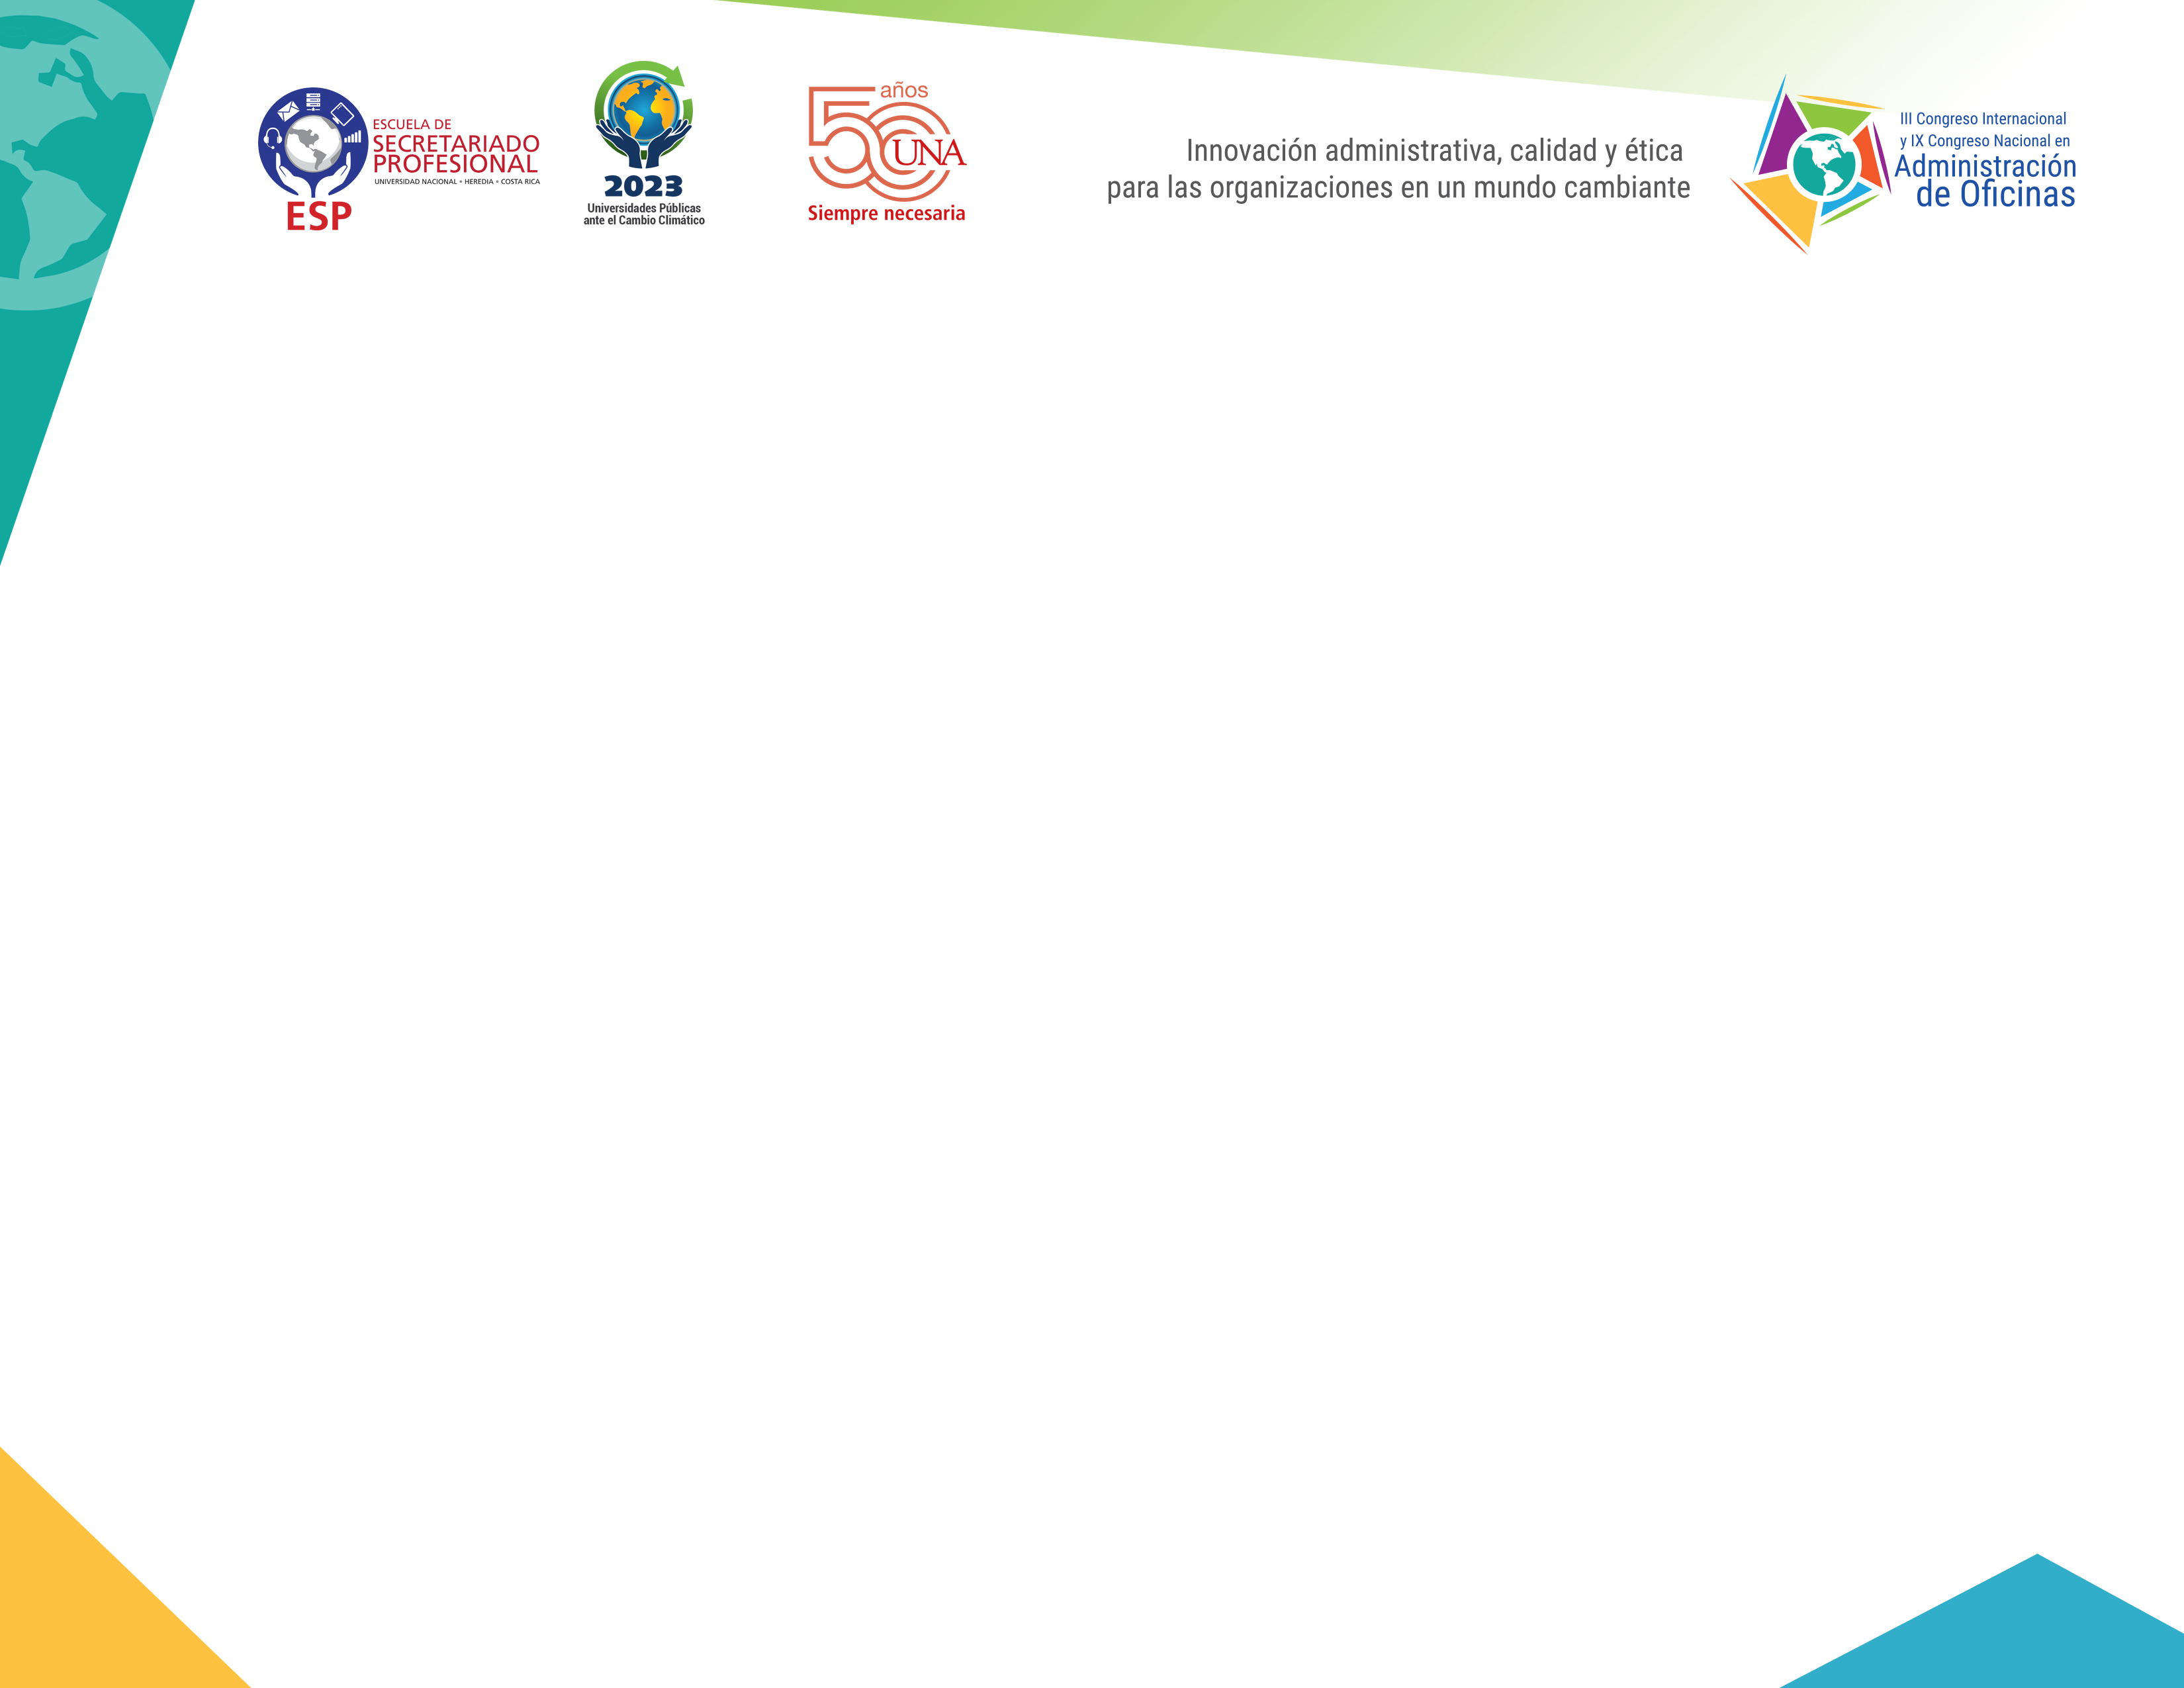 ESCUELA DE
SECRETARIADO
PROFESIONAL
UNIVERSIDAD NACIONAL • HEREDIA • COSTA RICA
ESP
2023
Universidades Públicas
ante el Cambio Climático
50 años
UNA
Siempre necesaria
Innovación administrativa, calidad y ética
para las organizaciones en un mundo cambiante
III Congreso Internacional
y IX Congreso Nacional en
Administración
de Oficinas